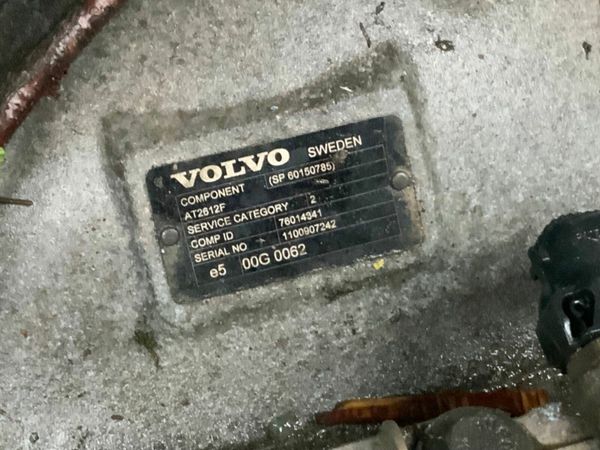 VOLVO SWEDEN
COMPONENT (SP 60150785)
AT2612F
SERVICE CATEGORY 2
COMP ID 76014341
SERIAL NO 1100907242
e5 00G 0062